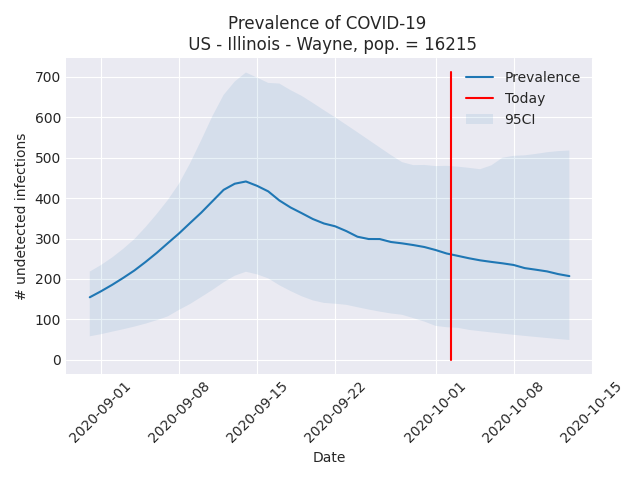 Prevalence of COVID-19
US - Illinois - Wayne, pop. = 16215
700
600
500
400
300
200
100
0
# undetected infections
Prevalence
Today
95CI
2020-09-01
2020-09-08
2020-09-15
2020-09-22
2020-10-01
2020-10-08
2020-10-15
Date